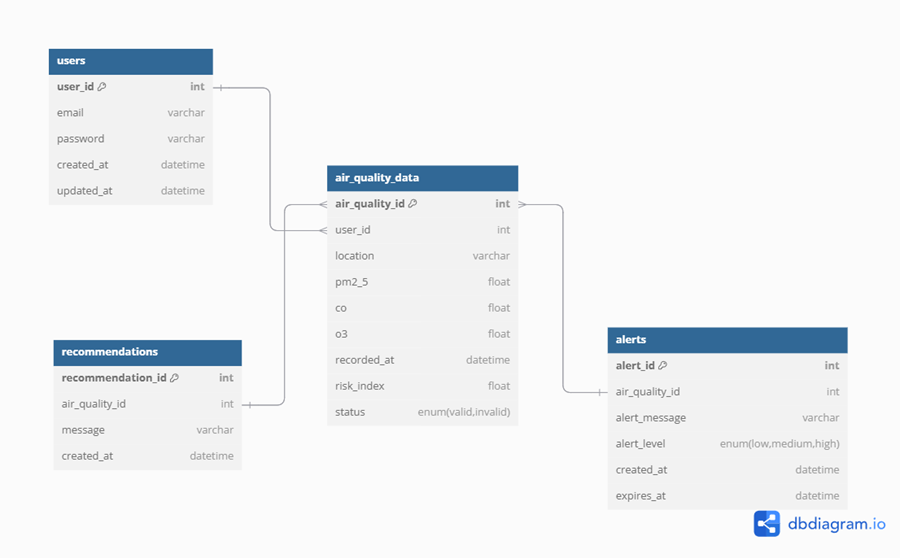 users
user_id int
email varchar
password varchar
created_at datetime
updated_at datetime
air_quality_data
air_quality_id int
user_id int
location varchar
pm2_5 float
co float
o3 float
recorded_at datetime
risk_index float
status enum(valid,invalid)
recommendations
recommendation_id int
air_quality_id int
message varchar
created_at datetime
alerts
alert_id int
air_quality_id int
alert_message varchar
alert_level enum(low,medium,high)
created_at datetime
expires_at datetime
dbdiagram.io